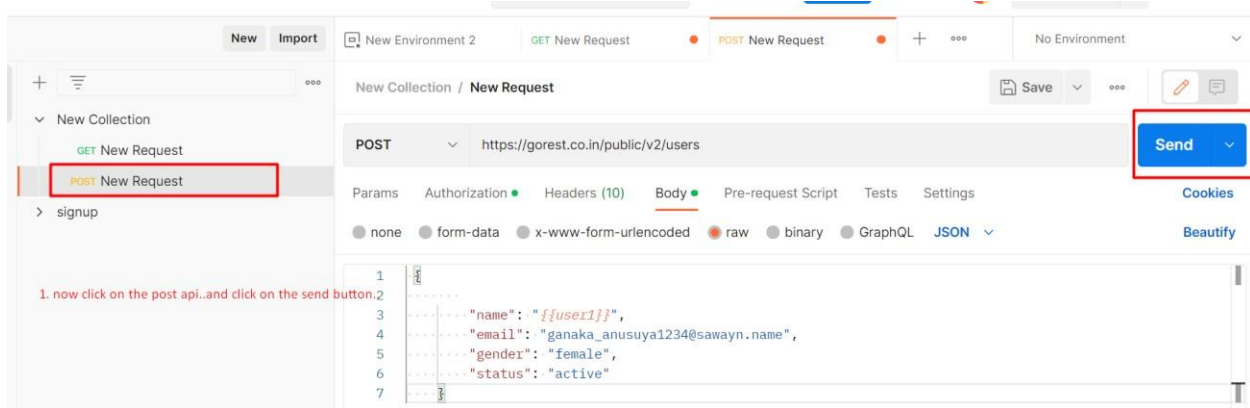 New Import
New Environment 2 GET New Request POST New Request + ooo No Environment
+ ooo New Collection / New Request Save ooo
New Collection
GET New Request
POST New Request
signup
POST https://gorest.co.in/public/v2/users Send
Params Authorization Headers (10) Body Pre-request Script Tests Settings Cookies
none form-data x-www-form-urlencoded raw binary GraphQL JSON Beautify
1. now click on the post api..and click on the send button.
1 {
2
3 "name": "{{user1}}",
4 "email": "ganaka_anusuya1234@sawayn.name",
5 "gender": "female",
6 "status": "active"
7 }